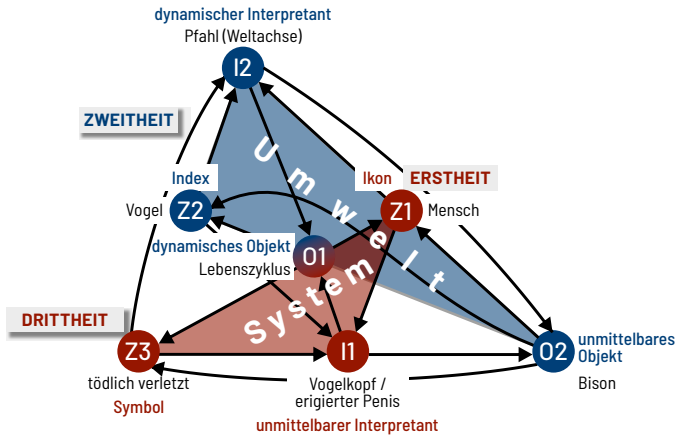 dynamischer Interpretant
Pfahl (Weltachse)
I2
ZWEITHEIT
Umwelt
Index
Ikon
ERSTHEIT
Vogel
Z2
Z1
Mensch
dynamisches Objekt
O1
Lebenszyklus
System
DRITTHEIT
Z3
I1
O2
unmittelbares
Objekt
tödlich verletzt
Vogelkopf /
erigierter Penis
Bison
Symbol
unmittelbarer Interpretant